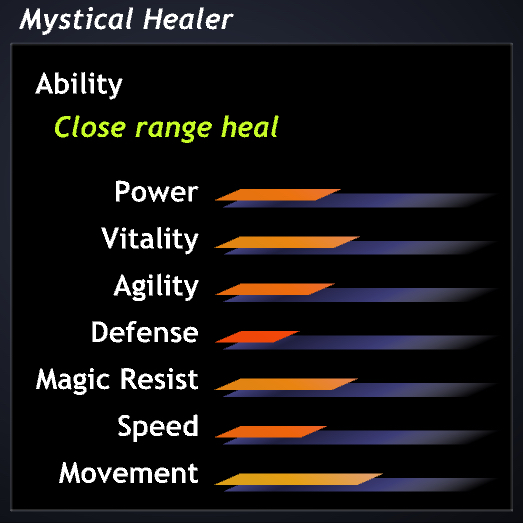 Mystical Healer
Ability
Close range heal
Power
Vitality
Agility
Defense
Magic Resist
Speed
Movement